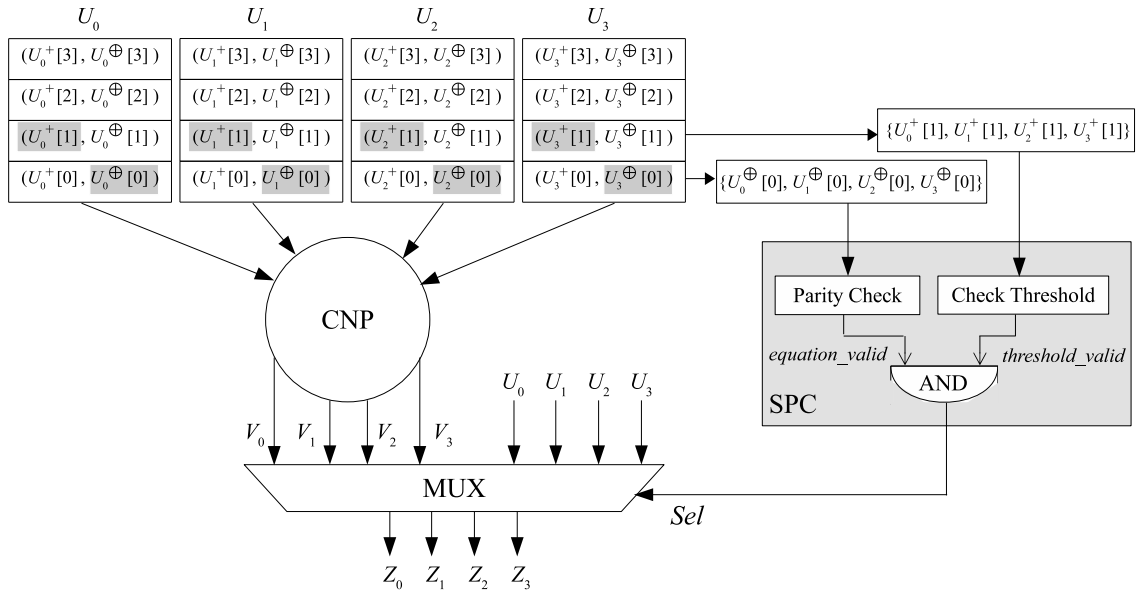 U₀ U₁ U₂ U₃
(U₀⁺[3], U₀^⊕[3]) (U₁⁺[3], U₁^⊕[3]) (U₂⁺[3], U₂^⊕[3]) (U₃⁺[3], U₃^⊕[3])
(U₀⁺[2], U₀^⊕[2]) (U₁⁺[2], U₁^⊕[2]) (U₂⁺[2], U₂^⊕[2]) (U₃⁺[2], U₃^⊕[2])
(U₀⁺[1], U₀^⊕[1]) (U₁⁺[1], U₁^⊕[1]) (U₂⁺[1], U₂^⊕[1]) (U₃⁺[1], U₃^⊕[1])
{U₀⁺[1], U₁⁺[1], U₂⁺[1], U₃⁺[1]}
(U₀⁺[0], U₀^⊕[0]) (U₁⁺[0], U₁^⊕[0]) (U₂⁺[0], U₂^⊕[0]) (U₃⁺[0], U₃^⊕[0])
{U₀^⊕[0], U₁^⊕[0], U₂^⊕[0], U₃^⊕[0]}
CNP
Parity Check Check Threshold
equation_valid threshold_valid
AND
SPC
U₀ U₁ U₂ U₃
V₀ V₁ V₂ V₃
MUX
Sel
Z₀ Z₁ Z₂ Z₃